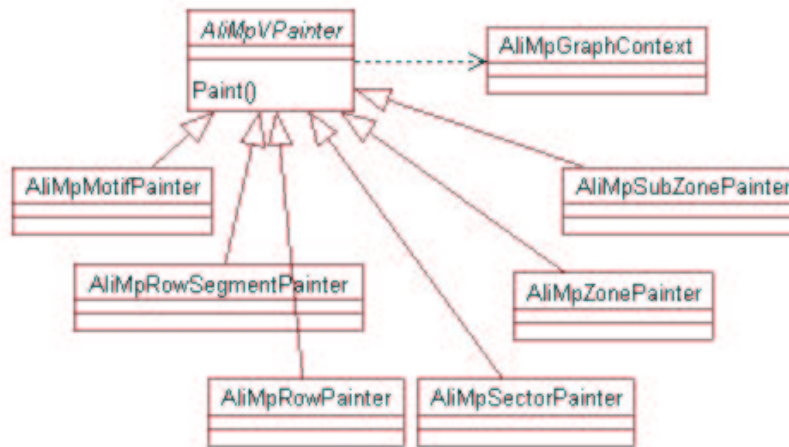 AliMpVPainter
AliMpGraphContext
Paint()
AliMpMotifPainter
AliMpSubZonePainter
AliMpRowSegmentPainter
AliMpZonePainter
AliMpRowPainter
AliMpSectorPainter